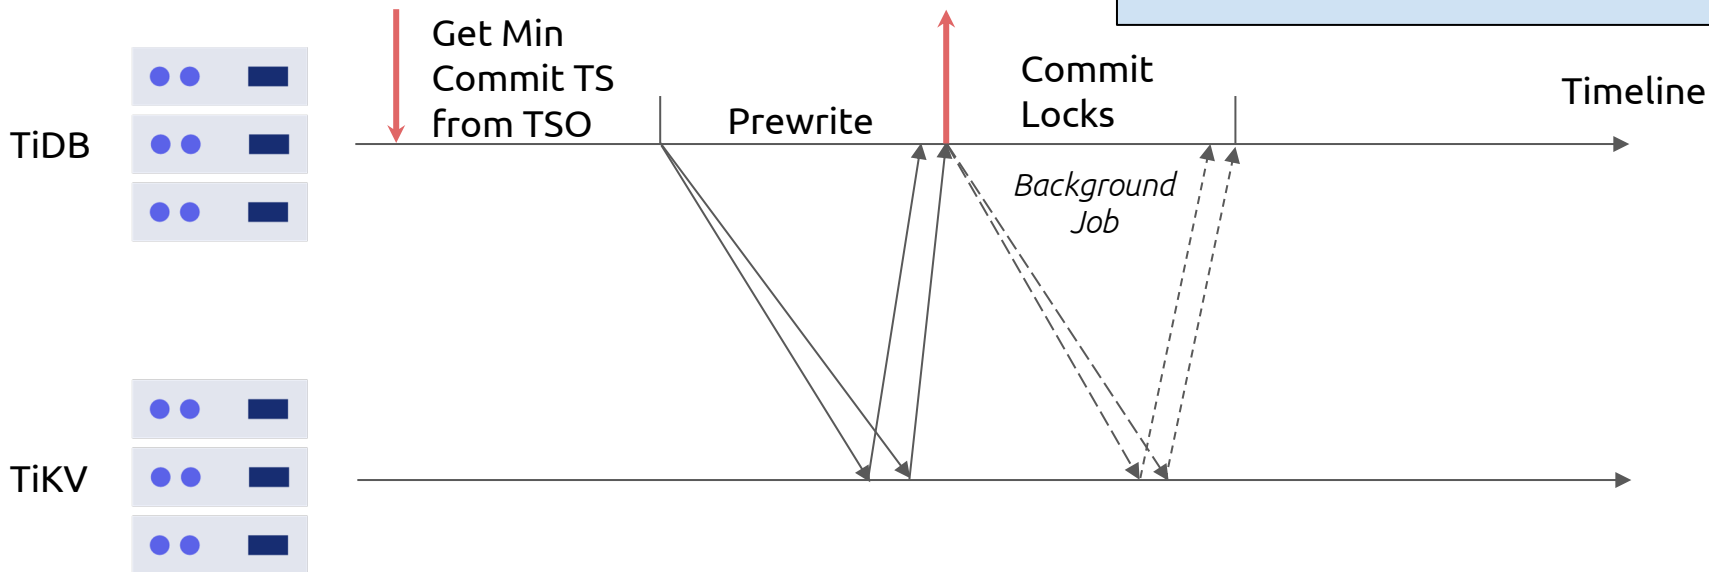 Get Min
Commit TS
from TSO
Prewrite
Commit
Locks
Timeline
TiDB
Background
Job
TiKV